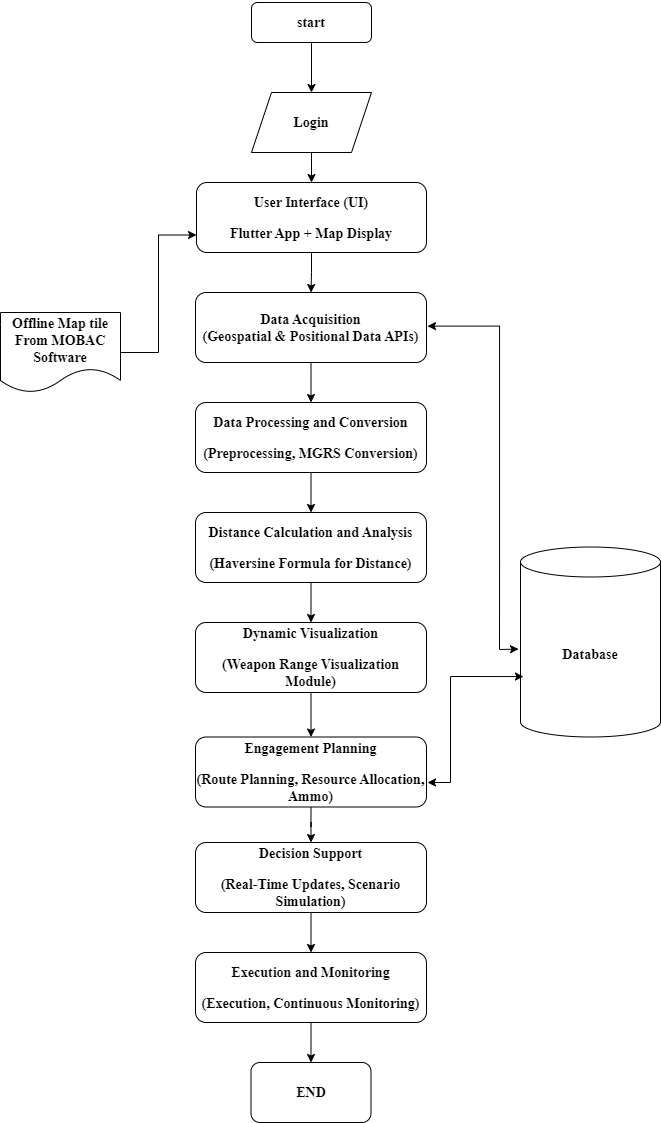 start
Login
User Interface (UI)
Flutter App + Map Display
Offline Map tile
From MOBAC
Software
Data Acquisition
(Geospatial & Positional Data APIs)
Data Processing and Conversion
(Preprocessing, MGRS Conversion)
Distance Calculation and Analysis
(Haversine Formula for Distance)
Dynamic Visualization
(Weapon Range Visualization
Module)
Database
Engagement Planning
(Route Planning, Resource Allocation,
Ammo)
Decision Support
(Real-Time Updates, Scenario
Simulation)
Execution and Monitoring
(Execution, Continuous Monitoring)
END